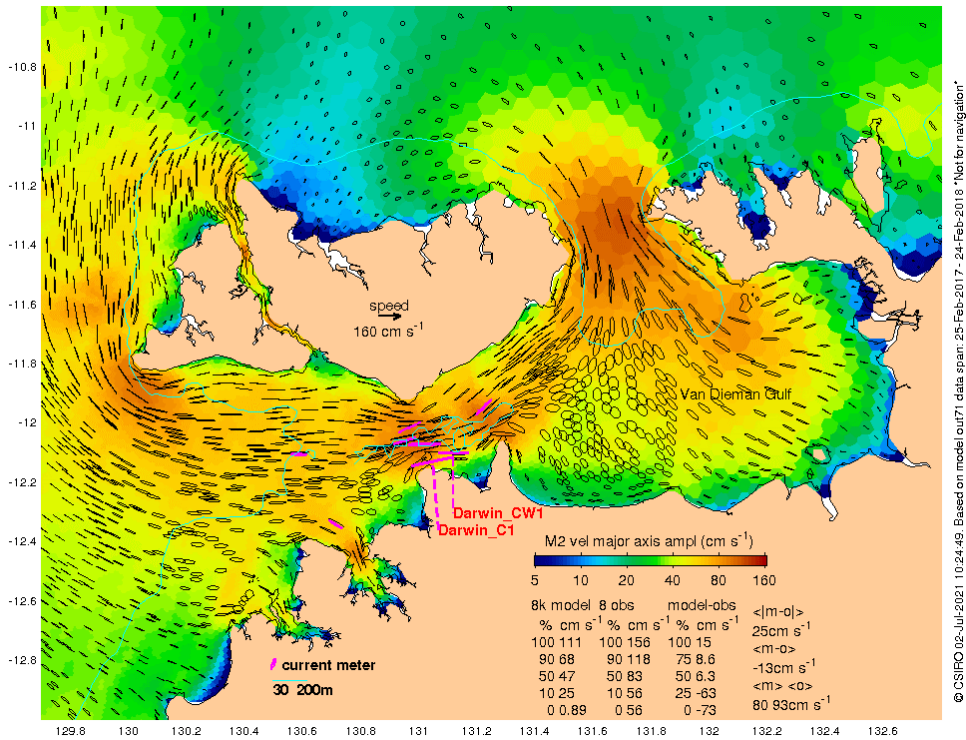 -10.8
-11
-11.2
-11.4
-11.6
-11.8
-12
-12.2
-12.4
-12.6
-12.8
speed
160 cm s-1
Van Dieman Gulf
Darwin_CW1
Darwin_C1
M2 vel major axis ampl (cm s-1)
5 10 20 40 80 160
8k model 8 obs model-obs
% cm s-1 % cm s-1 % cm s-1
100 111 100 156 100 15
90 68 90 118 75 8.6
50 47 50 83 50 6.3
10 25 10 56 25 -63
0 0.89 0 56 0 -73
<|m-o|>
25cm s-1
<m-o>
-13cm s-1
<m> <o>
80 93cm s-1
current meter
30 200m
129.8 130 130.2 130.4 130.6 130.8 131 131.2 131.4 131.6 131.8 132 132.2 132.4 132.6
© CSIRO 02-Jul-2021 10:24:49. Based on model out71 data span: 25-Feb-2017 - 24-Feb-2018 *Not for navigation*